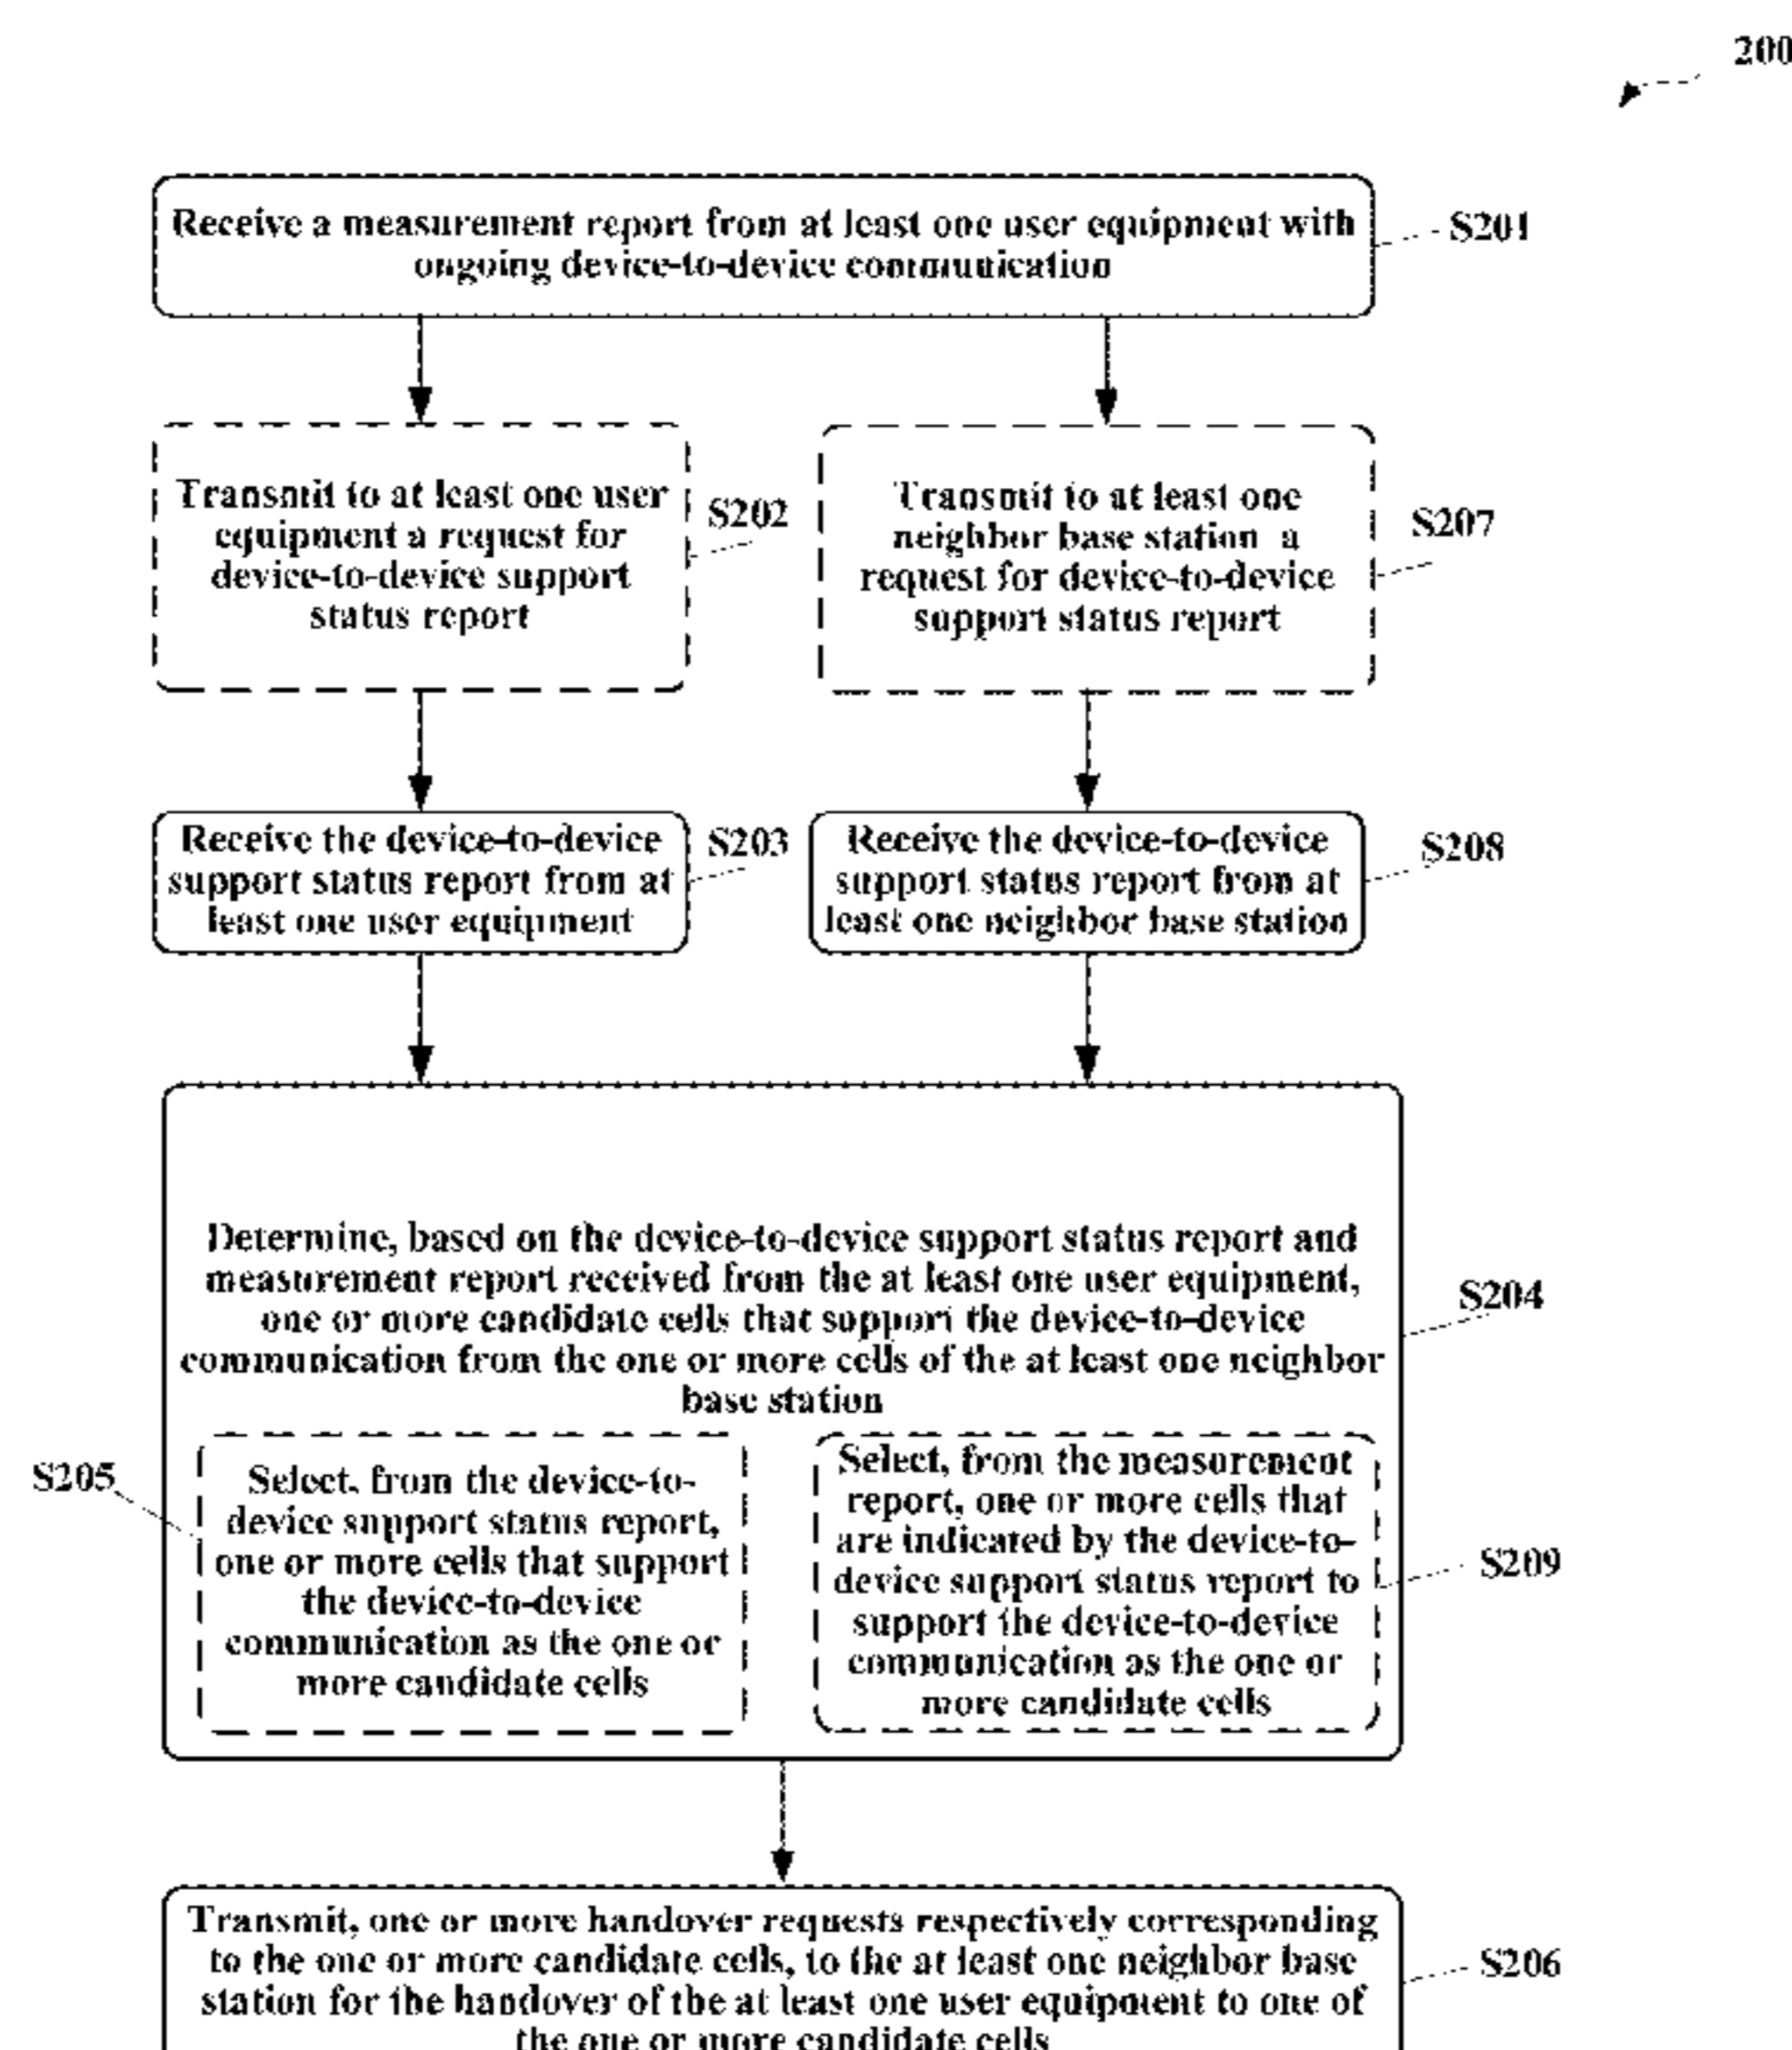 200
Receive a measurement report from at least one user equipment with
ongoing device-to-device communication
S201
Transmit to at least one user
equipment a request for
device-to-device support
status report
S202
Transmit to at least one
neighbor base station a
request for device-to-device
support status report
S207
Receive the device-to-device
support status report from at
least one user equipment
S203
Receive the device-to-device
support status report from at
least one neighbor base station
S208
Determine, based on the device-to-device support status report and
measurement report received from the at least one user equipment,
one or more candidate cells that support the device-to-device
communication from the one or more cells of the at least one neighbor
base station
S204
S205
Select, from the device-to-
device support status report,
one or more cells that support
the device-to-device
communication as the one or
more candidate cells
Select, from the measurement
report, one or more cells that
are indicated by the device-to-
device support status report to
support the device-to-device
communication as the one or
more candidate cells
S209
Transmit, one or more handover requests respectively corresponding
to the one or more candidate cells, to the at least one neighbor base
station for the handover of the at least one user equipment to one of
the one or more candidate cells
S206